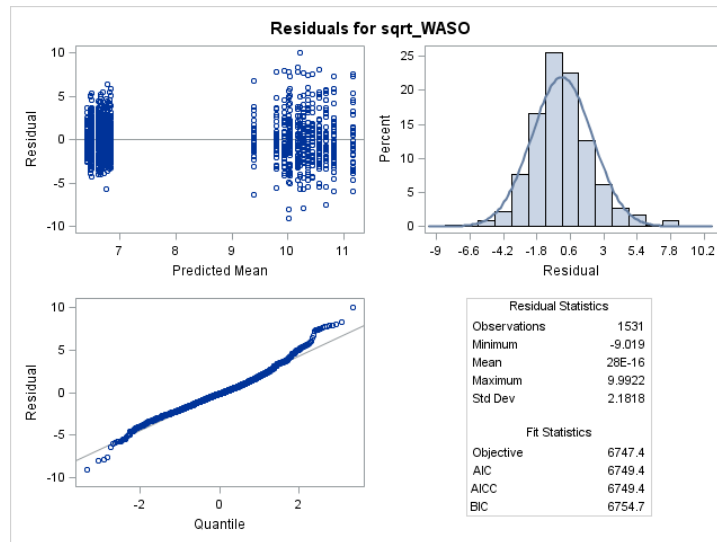 Residuals for sqrt_WASO
10
5
0
-5
-10
Residual
7
8
9
10
11
Predicted Mean
25
20
15
10
5
0
Percent
-9
-6.6
-4.2
-1.8
0.6
3
5.4
7.8
10.2
Residual
10
5
0
-5
-10
Residual
-2
0
2
Quantile
Residual Statistics
Observations 1531
Minimum -9.019
Mean 28E-16
Maximum 9.9922
Std Dev 2.1818
Fit Statistics
Objective 6747.4
AIC 6749.4
AICC 6749.4
BIC 6754.7